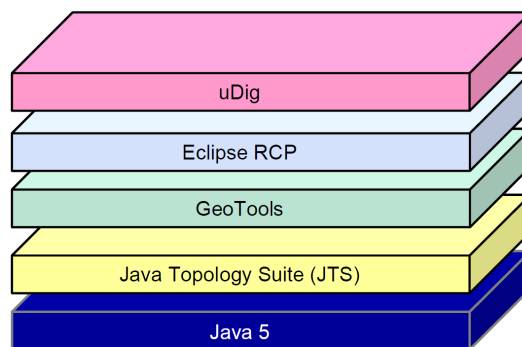 uDig
Eclipse RCP
GeoTools
Java Topology Suite (JTS)
Java 5